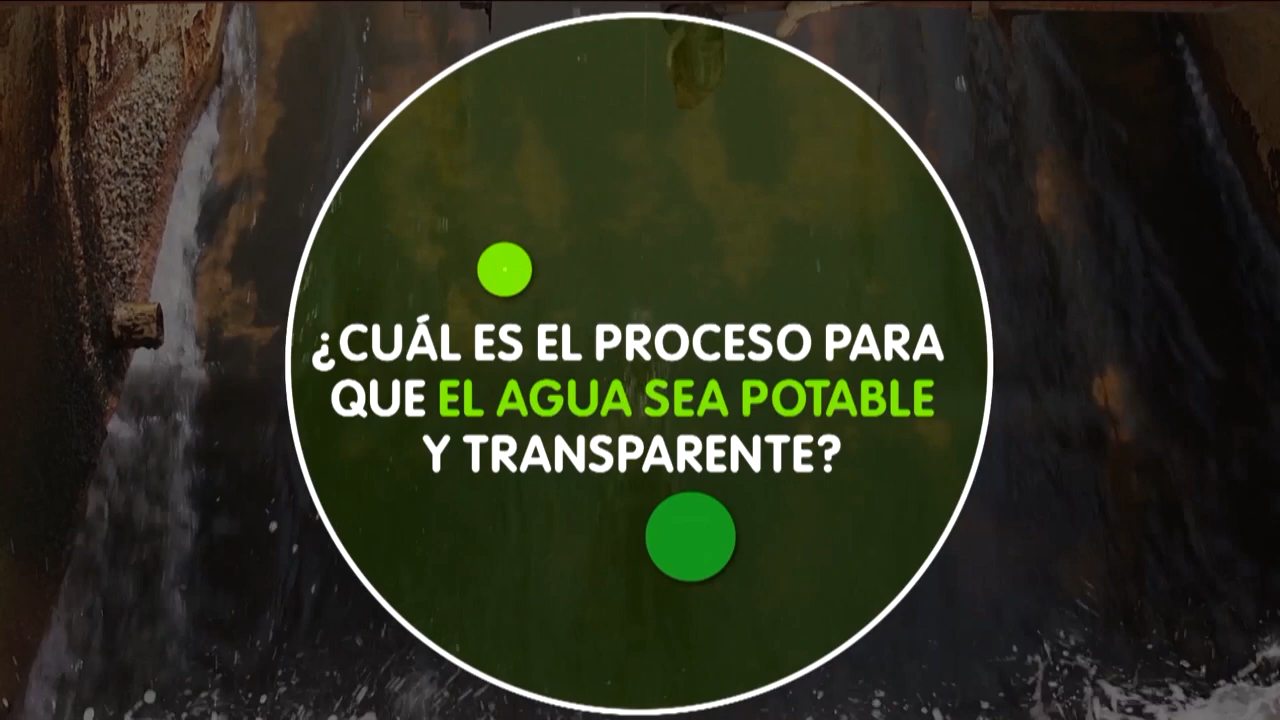 ¿CUÁL ES EL PROCESO PARA
QUE EL AGUA SEA POTABLE
Y TRANSPARENTE?